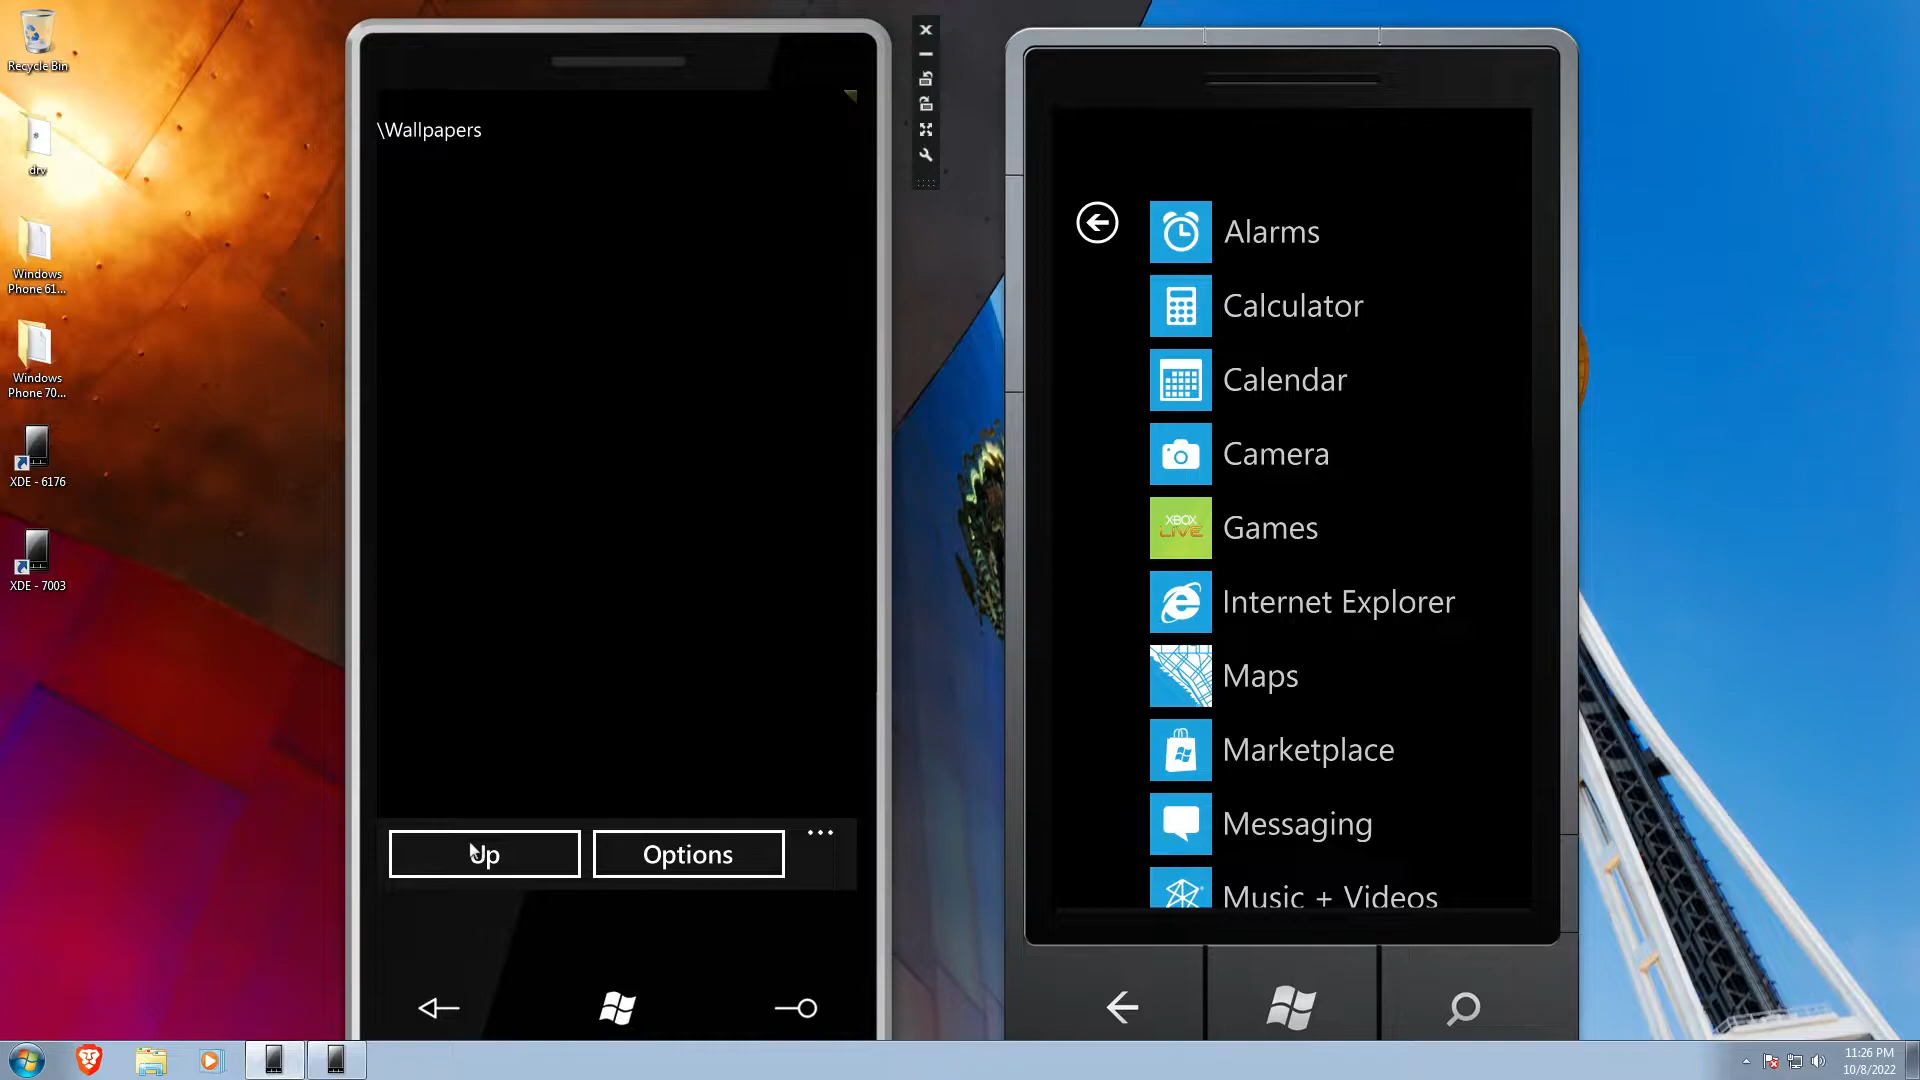 Recycle Bin
drv
Windows
Phone 61...
Windows
Phone 70...
XDE - 6176
XDE - 7003
\Wallpapers
Up
Options
...
Alarms
Calculator
Calendar
Camera
XBOX
LIVE
Games
Internet Explorer
Maps
Marketplace
Messaging
Music + Videos
11:26 PM
10/8/2022